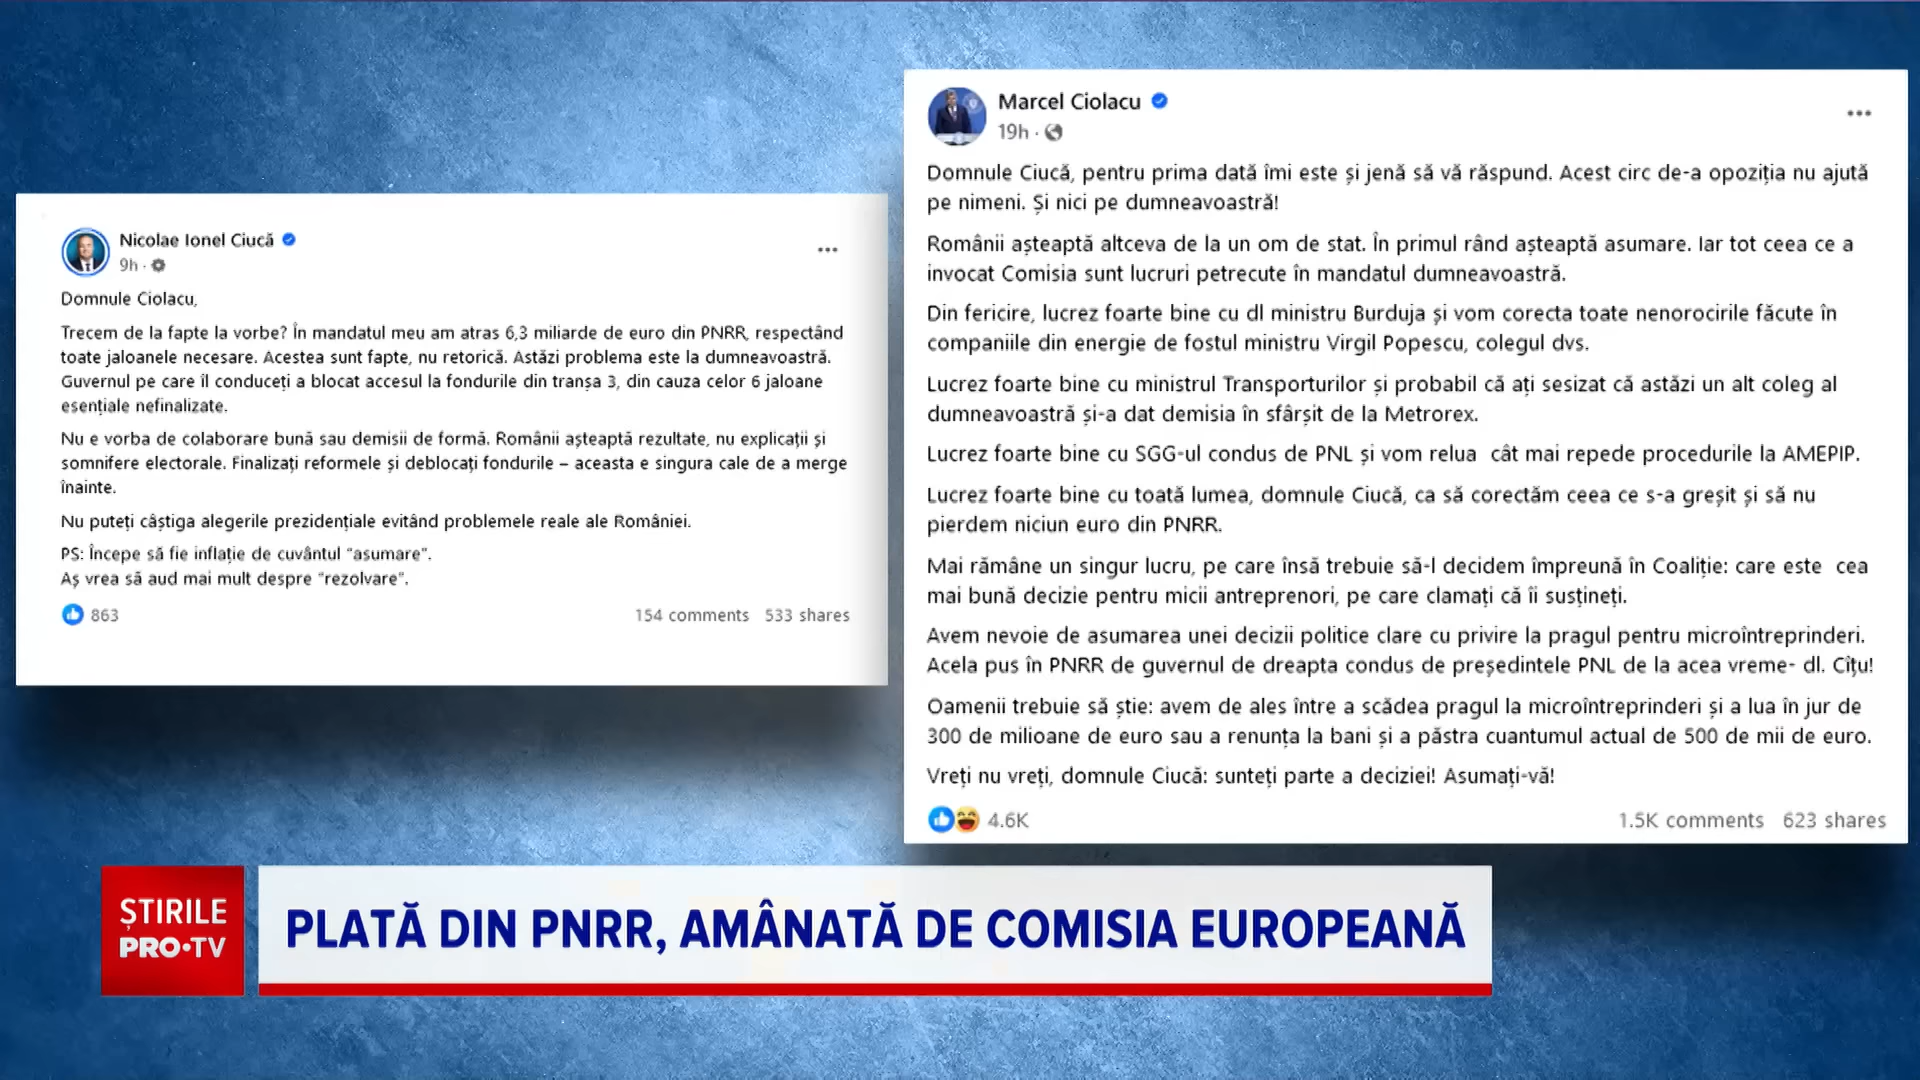 Nicolae Ionel Ciucă
9h ·
Domnule Ciolacu,
Trecem de la fapte la vorbe? În mandatul meu am atras 6,3 miliarde de euro din PNRR, respectând
toate jaloanele necesare. Acestea sunt fapte, nu retorică. Astăzi problema este la dumneavoastră.
Guvernul pe care îl conduceți a blocat accesul la fondurile din tranșa 3, din cauza celor 6 jaloane
esențiale nefinalizate.
Nu e vorba de colaborare bună sau demisii de formă. Românii așteaptă rezultate, nu explicații și
somnifere electorale. Finalizați reformele și deblocați fondurile – aceasta e singura cale de a merge
înainte.
Nu puteți câștiga alegerile prezidențiale evitând problemele reale ale României.
PS: Începe să fie inflație de cuvântul "asumare".
Aș vrea să aud mai mult despre "rezolvare".
863 154 comments 533 shares
Marcel Ciolacu
19h ·
Domnule Ciucă, pentru prima dată îmi este și jenă să vă răspund. Acest circ de-a opoziția nu ajută
pe nimeni. Și nici pe dumneavoastră!
Românii așteaptă altceva de la un om de stat. În primul rând așteaptă asumare. Iar tot ceea ce a
invocat Comisia sunt lucruri petrecute în mandatul dumneavoastră.
Din fericire, lucrez foarte bine cu dl ministru Burduja și vom corecta toate nenorocirile făcute în
companiile din energie de fostul ministru Virgil Popescu, colegul dvs.
Lucrez foarte bine cu ministrul Transporturilor și probabil că ați sesizat că astăzi un alt coleg al
dumneavoastră și-a dat demisia în sfârșit de la Metrorex.
Lucrez foarte bine cu SGG-ul condus de PNL și vom relua cât mai repede procedurile la AMEPIP.
Lucrez foarte bine cu toată lumea, domnule Ciucă, ca să corectăm ceea ce s-a greșit și să nu
pierdem niciun euro din PNRR.
Mai rămâne un singur lucru, pe care însă trebuie să-l decidem împreună în Coaliție: care este cea
mai bună decizie pentru micii antreprenori, pe care clamați că îi susțineți.
Avem nevoie de asumarea unei decizii politice clare cu privire la pragul pentru microîntreprinderi.
Acela pus în PNRR de guvernul de dreapta condus de președintele PNL de la acea vreme- dl. Cîțu!
Oamenii trebuie să știe: avem de ales între a scădea pragul la microîntreprinderi și a lua în jur de
300 de milioane de euro sau a renunța la bani și a păstra cuantumul actual de 500 de mii de euro.
Vreți nu vreți, domnule Ciucă: sunteți parte a deciziei! Asumați-vă!
4.6K 1.5K comments 623 shares
ȘTIRILE
PRO•TV
PLATĂ DIN PNRR, AMÂNATĂ DE COMISIA EUROPEANĂ